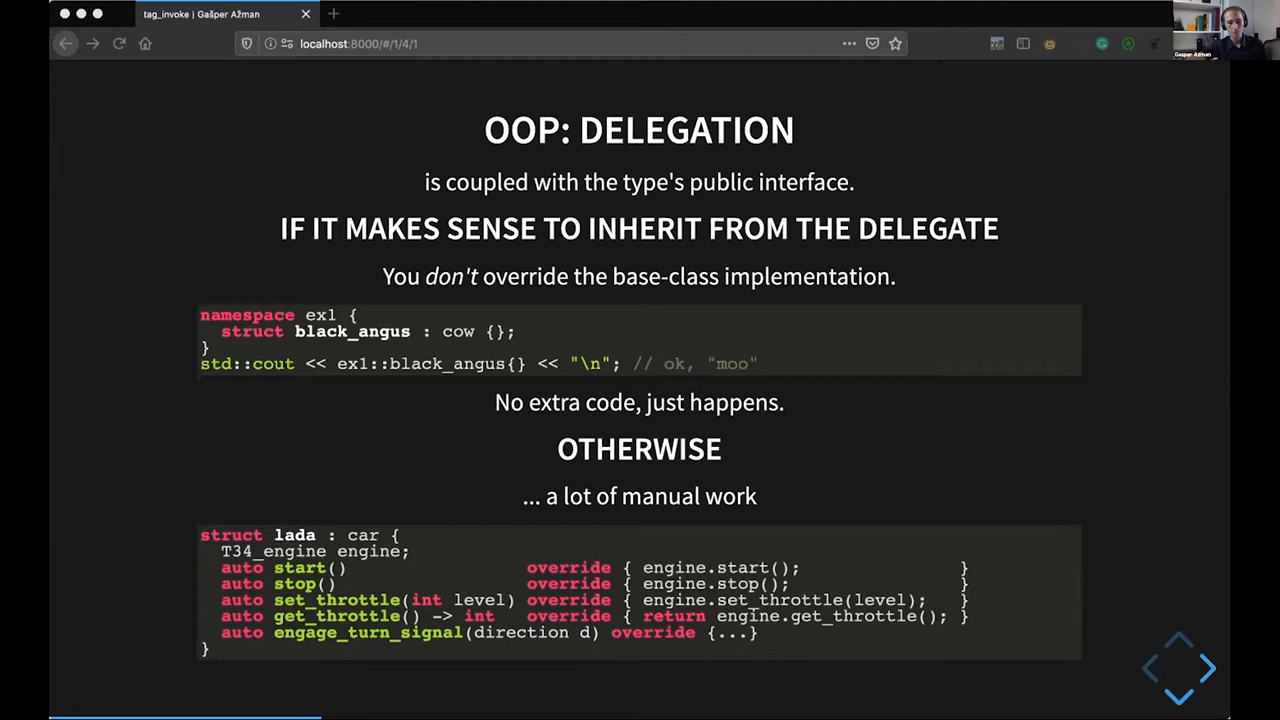 tag_invoke | Gašper Ažman
localhost:8000/#/1/4/1
Gasper Azman
OOP: DELEGATION
is coupled with the type's public interface.
IF IT MAKES SENSE TO INHERIT FROM THE DELEGATE
You don't override the base-class implementation.
namespace ex1 {
  struct black_angus : cow {};
}
std::cout << ex1::black_angus{} << "\n"; // ok, "moo"
No extra code, just happens.
OTHERWISE
... a lot of manual work
struct lada : car {
  T34_engine engine;
  auto start()                 override { engine.start();               }
  auto stop()                  override { engine.stop();                }
  auto set_throttle(int level) override { engine.set_throttle(level);   }
  auto get_throttle() -> int   override { return engine.get_throttle(); }
  auto engage_turn_signal(direction d) override {...}
}